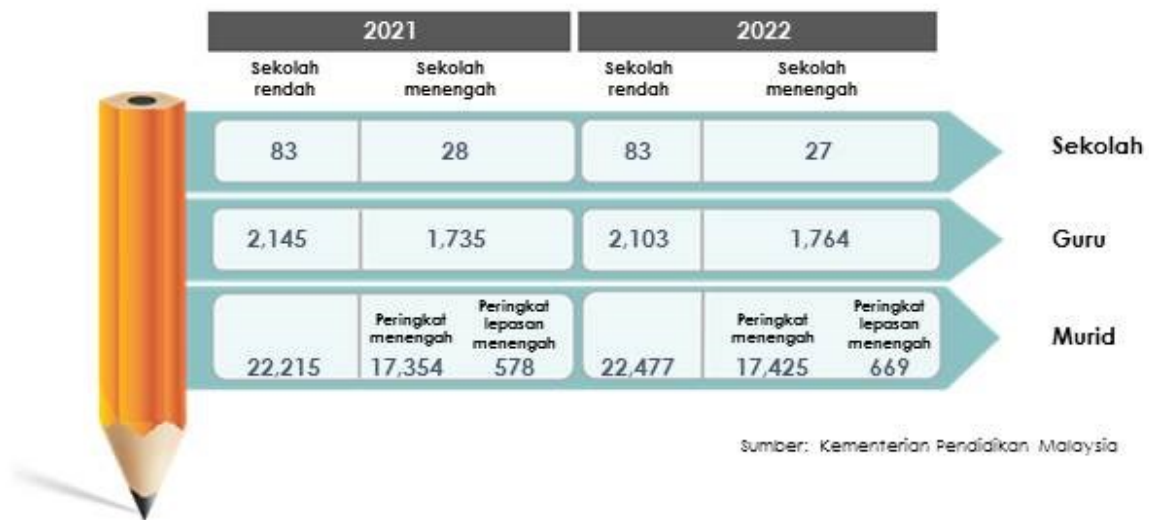 2021 2022
Sekolah rendah Sekolah menengah Sekolah rendah Sekolah menengah
83 28 83 27 Sekolah
2,145 1,735 2,103 1,764 Guru
Peringkat menengah Peringkat lepasan menengah Peringkat menengah Peringkat lepasan menengah Murid
22,215 17,354 578 22,477 17,425 669
Sumber: Kementerian Pendidikan Malaysia